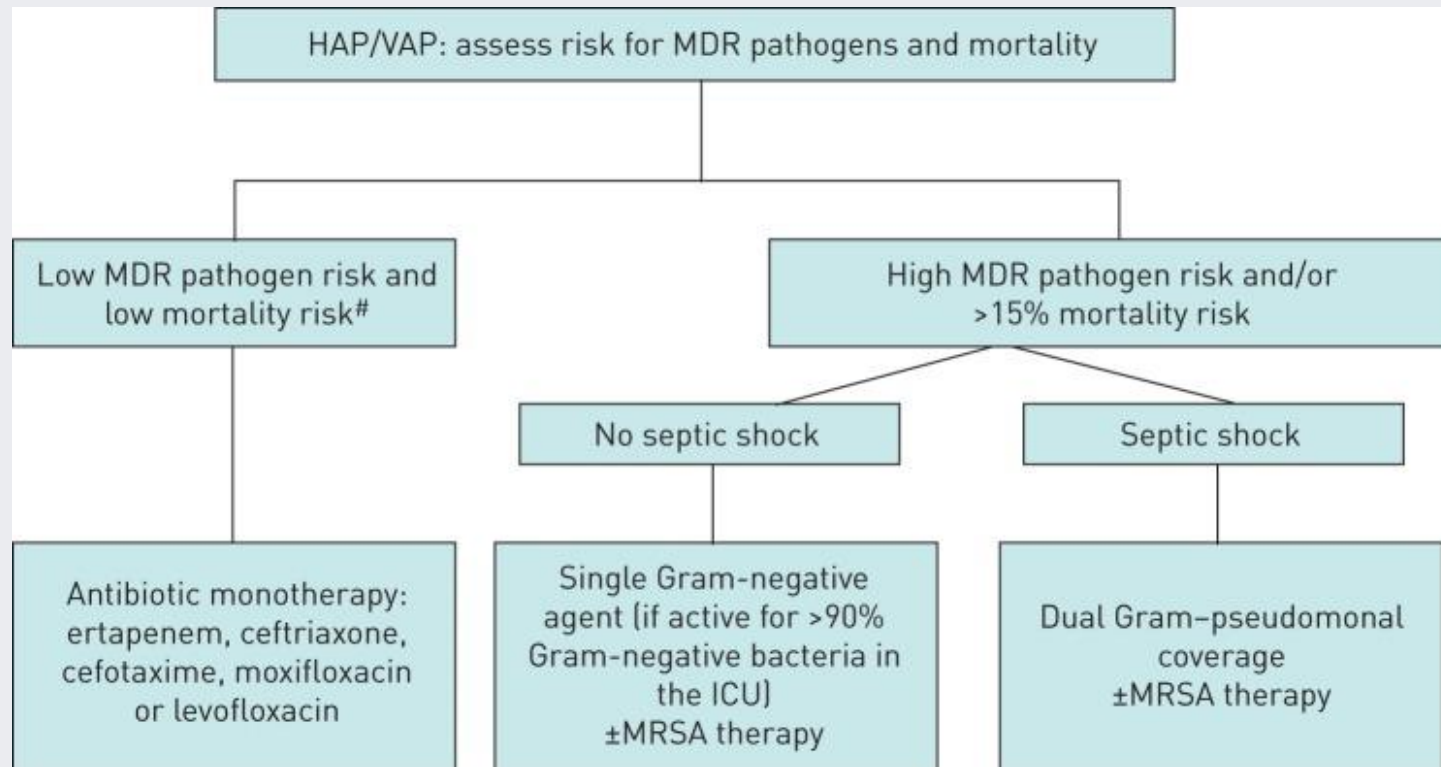 HAP/VAP: assess risk for MDR pathogens and mortality
Low MDR pathogen risk and
low mortality risk#
High MDR pathogen risk and/or
>15% mortality risk
No septic shock
Septic shock
Antibiotic monotherapy:
ertapenem, ceftriaxone,
cefotaxime, moxifloxacin
or levofloxacin
Single Gram-negative
agent (if active for >90%
Gram-negative bacteria in
the ICU)
±MRSA therapy
Dual Gram–pseudomonal
coverage
±MRSA therapy